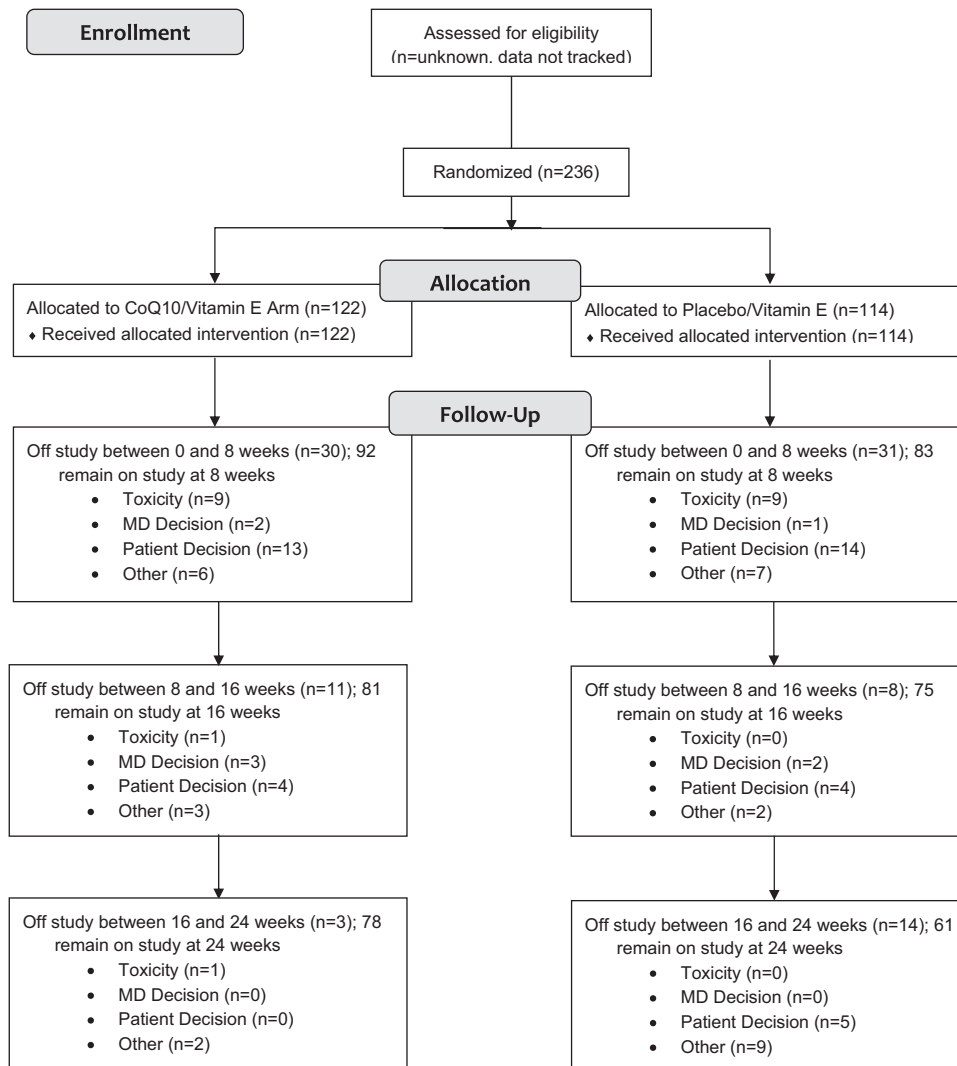 Enrollment
Assessed for eligibility
(n=unknown, data not tracked)
Randomized (n=236)
Allocation
Allocated to CoQ10/Vitamin E Arm (n=122)
♦ Received allocated intervention (n=122)
Allocated to Placebo/Vitamin E (n=114)
♦ Received allocated intervention (n=114)
Follow-Up
Off study between 0 and 8 weeks (n=30); 92
remain on study at 8 weeks
• Toxicity (n=9)
• MD Decision (n=2)
• Patient Decision (n=13)
• Other (n=6)
Off study between 0 and 8 weeks (n=31); 83
remain on study at 8 weeks
• Toxicity (n=9)
• MD Decision (n=1)
• Patient Decision (n=14)
• Other (n=7)
Off study between 8 and 16 weeks (n=11); 81
remain on study at 16 weeks
• Toxicity (n=1)
• MD Decision (n=3)
• Patient Decision (n=4)
• Other (n=3)
Off study between 8 and 16 weeks (n=8); 75
remain on study at 16 weeks
• Toxicity (n=0)
• MD Decision (n=2)
• Patient Decision (n=4)
• Other (n=2)
Off study between 16 and 24 weeks (n=3); 78
remain on study at 24 weeks
• Toxicity (n=1)
• MD Decision (n=0)
• Patient Decision (n=0)
• Other (n=2)
Off study between 16 and 24 weeks (n=14); 61
remain on study at 24 weeks
• Toxicity (n=0)
• MD Decision (n=0)
• Patient Decision (n=5)
• Other (n=9)